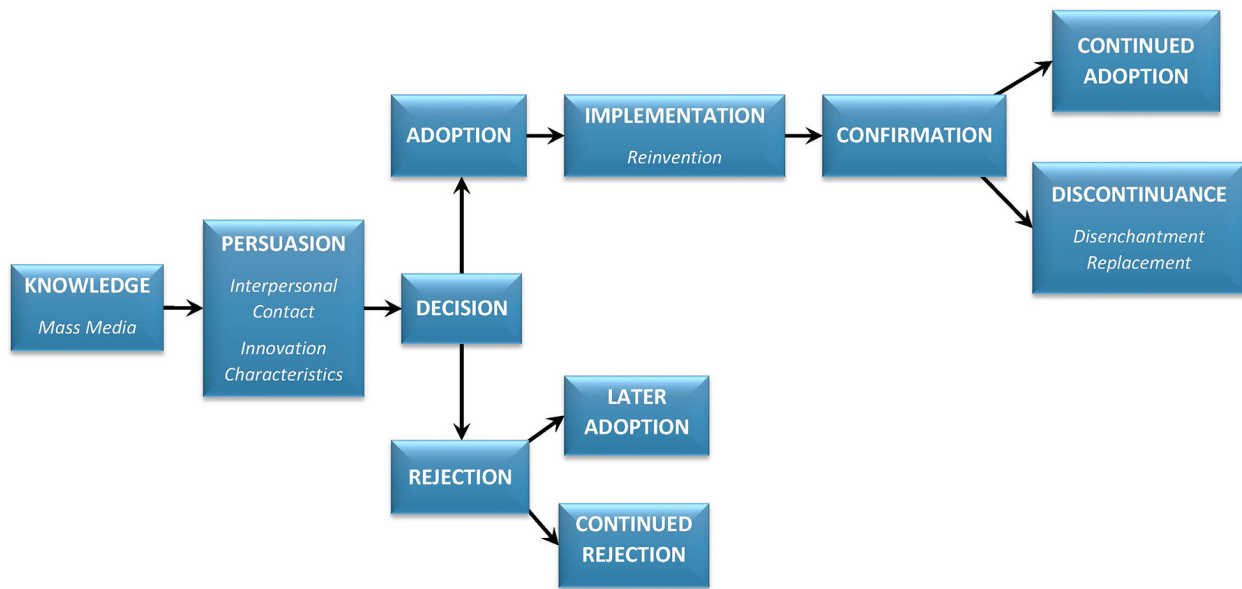 KNOWLEDGE
Mass Media
PERSUASION
Interpersonal
Contact
Innovation
Characteristics
DECISION
ADOPTION
IMPLEMENTATION
Reinvention
CONFIRMATION
CONTINUED
ADOPTION
DISCONTINUANCE
Disenchantment
Replacement
REJECTION
LATER
ADOPTION
CONTINUED
REJECTION